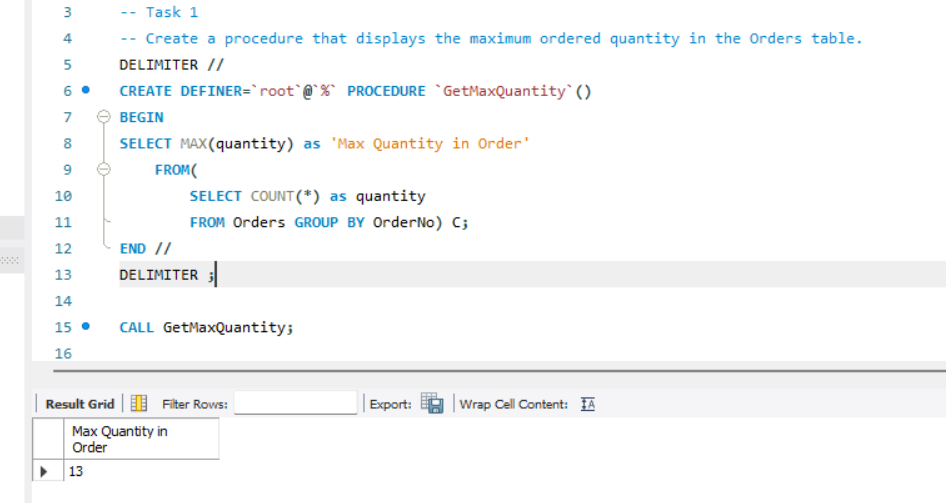 3 -- Task 1
4 -- Create a procedure that displays the maximum ordered quantity in the Orders table.
5 DELIMITER //
6 CREATE DEFINER=`root`@`%` PROCEDURE `GetMaxQuantity`()
7 BEGIN
8 SELECT MAX(quantity) as 'Max Quantity in Order'
9 FROM(
10 SELECT COUNT(*) as quantity
11 FROM Orders GROUP BY OrderNo) C;
12 END //
13 DELIMITER ;
14
15 CALL GetMaxQuantity;
16
Result Grid Filter Rows: Export: Wrap Cell Content: IA
Max Quantity in
Order
13